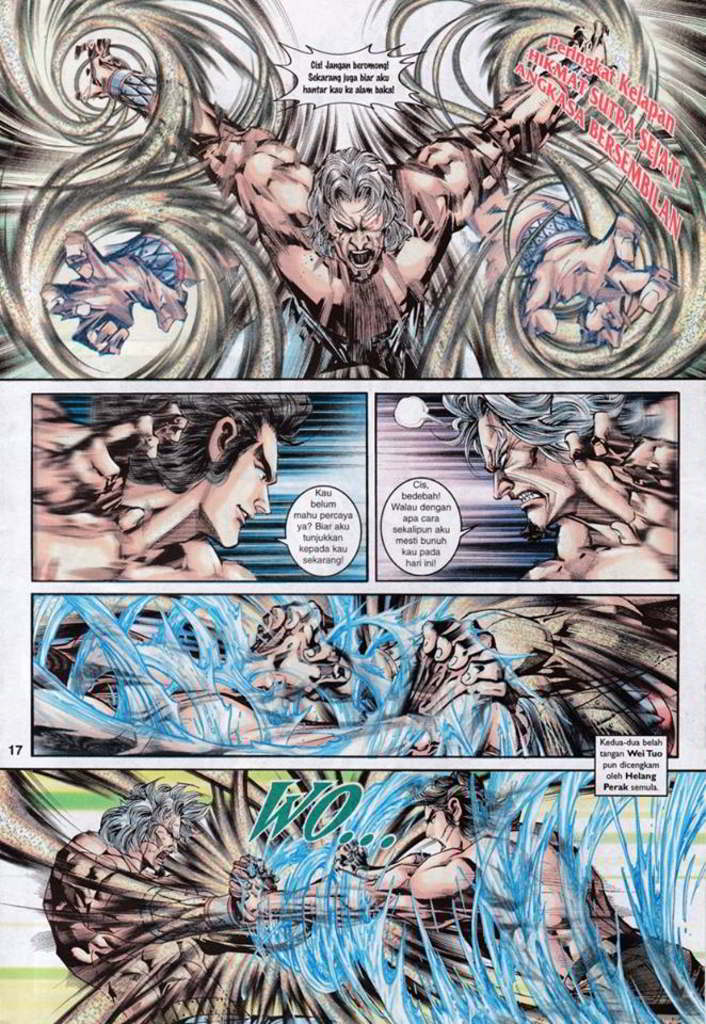 Cis! Jangan beromong!
Sekarang juga biar aku
hantar kau ke alam baka!
Peringkat Kelapan
HIKMAT SUTRA SEJATI
ANGKASA BERSEMBILAN
Kau
belum
mahu percaya
ya? Biar aku
tunjukkan
kepada kau
sekarang!
Cis,
bedebah!
Walau dengan
apa cara
sekalipun aku
mesti bunuh
kau pada
hari ini!
17
Kedua-dua belah
tangan Wei Tuo
pun dicengkam
oleh Helang
Perak semula.
WO...